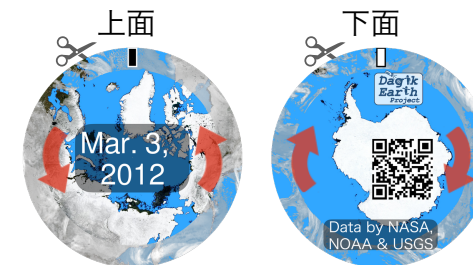 上面
下面
Mar. 3,
2012
Dagik
Earth
Project
Data by NASA,
NOAA & USGS